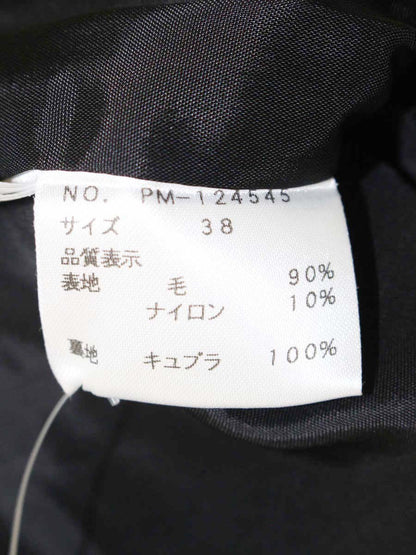 NO. PM-124545
サイズ 38
品質表示
表地 毛 90%
ナイロン 10%
裏地 キュプラ 100%